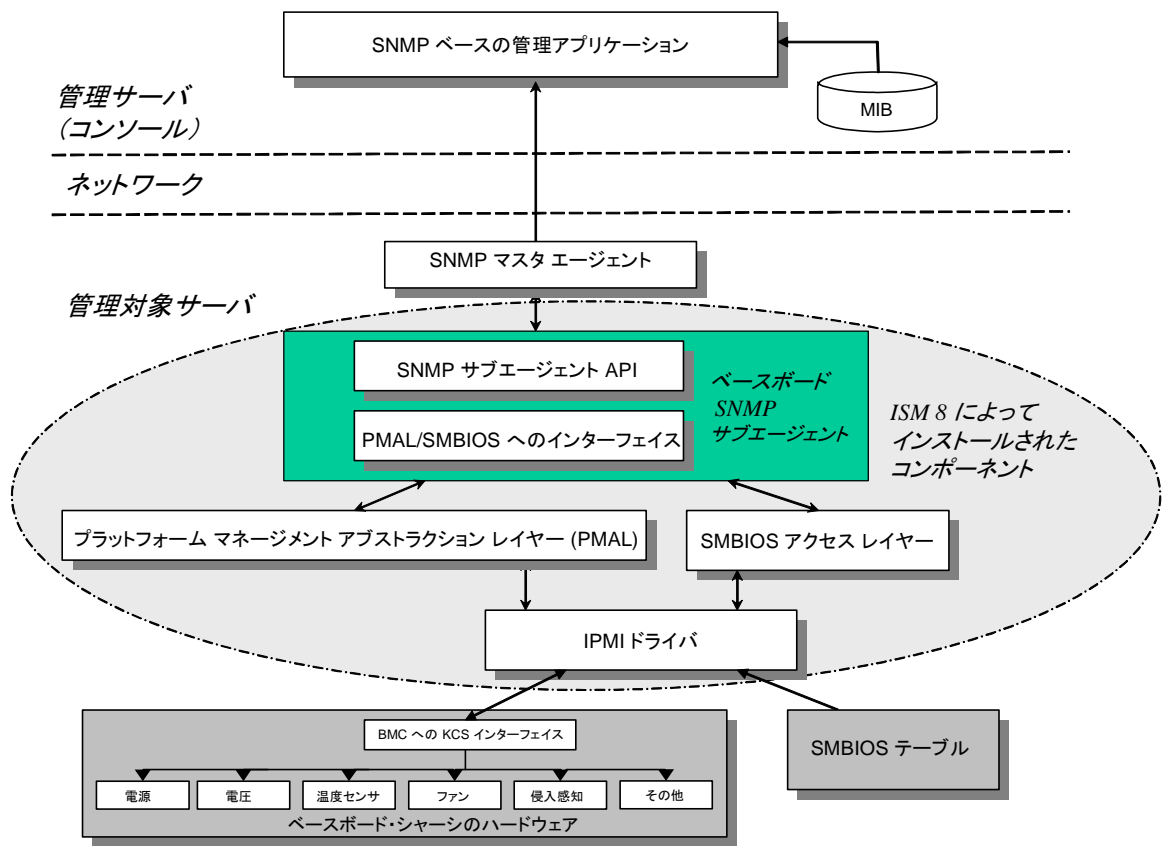 SNMP ベースの管理アプリケーション
MIB
管理サーバ
（コンソール）
ネットワーク
SNMP マスタ エージェント
管理対象サーバ
SNMP サブエージェント API
PMAL/SMBIOS へのインターフェイス
ベースボード
SNMP
サブエージェント
ISM 8 によって
インストールされた
コンポーネント
プラットフォーム マネージメント アブストラクション レイヤー (PMAL)
SMBIOS アクセス レイヤー
IPMI ドライバ
BMC への KCS インターフェイス
SMBIOS テーブル
電源
電圧
温度センサ
ファン
侵入感知
その他
ベースボード・シャーシのハードウェア